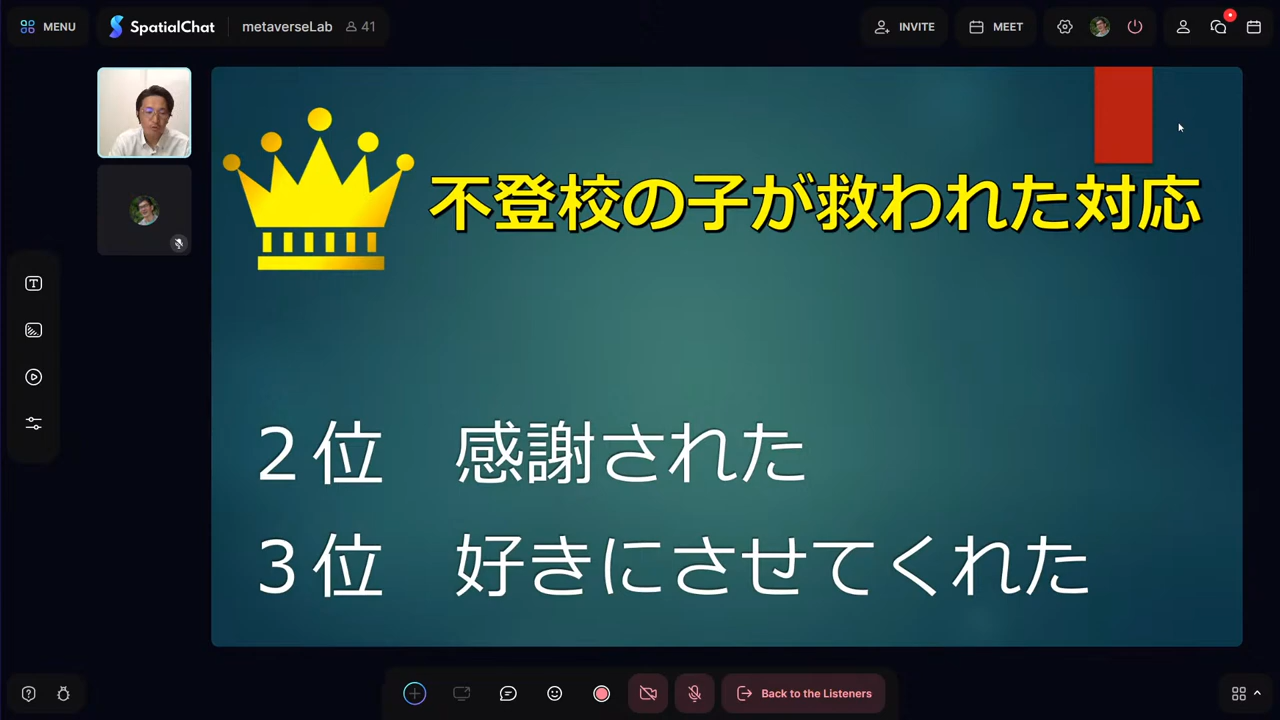 MENU
SpatialChat
metaverseLab
41
INVITE
MEET
不登校の子が救われた対応
２位　感謝された
３位　好きにさせてくれた
Back to the Listeners